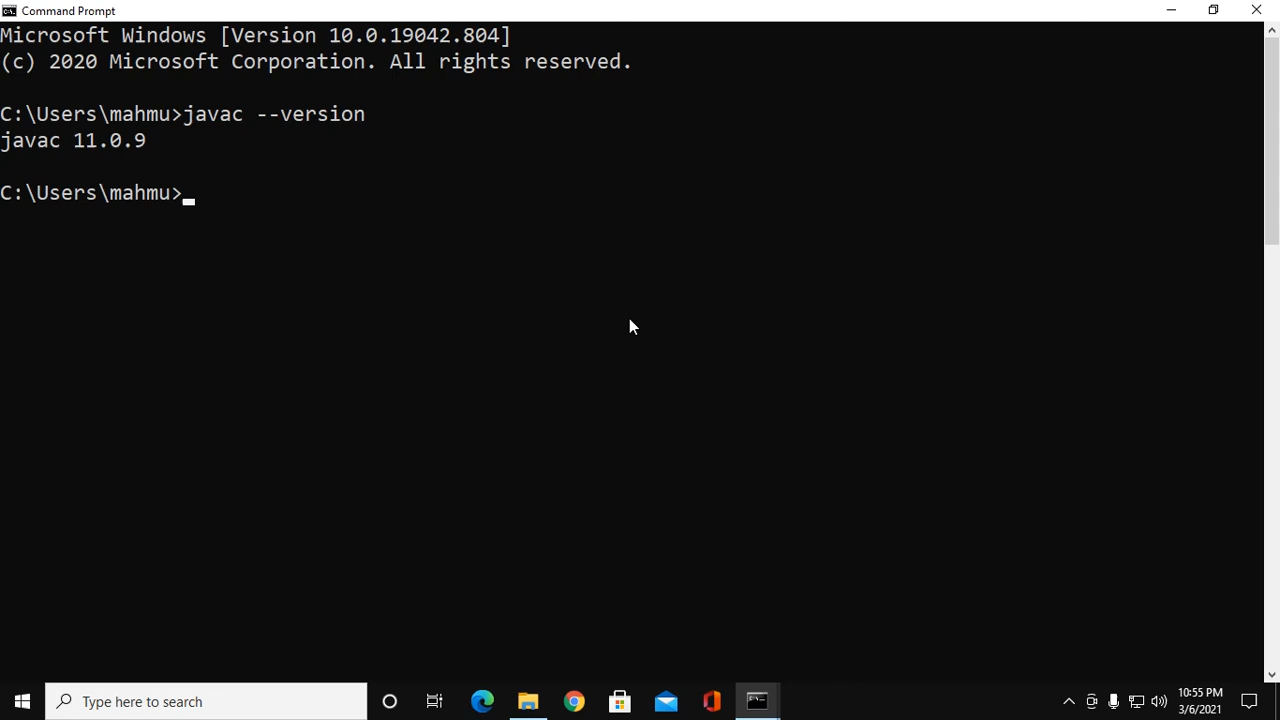 Command Prompt
Microsoft Windows [Version 10.0.19042.804]
(c) 2020 Microsoft Corporation. All rights reserved.
C:\Users\mahmu>javac --version
javac 11.0.9
C:\Users\mahmu>
Type here to search
10:55 PM
3/6/2021